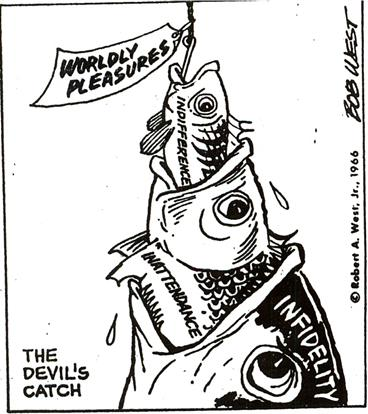 WORLDLY
PLEASURES
INDIFFERENCE
INATTENDANCE
INFIDELITY
THE
DEVIL'S
CATCH
BOB WEST
© Robert A. West, Jr., 1966